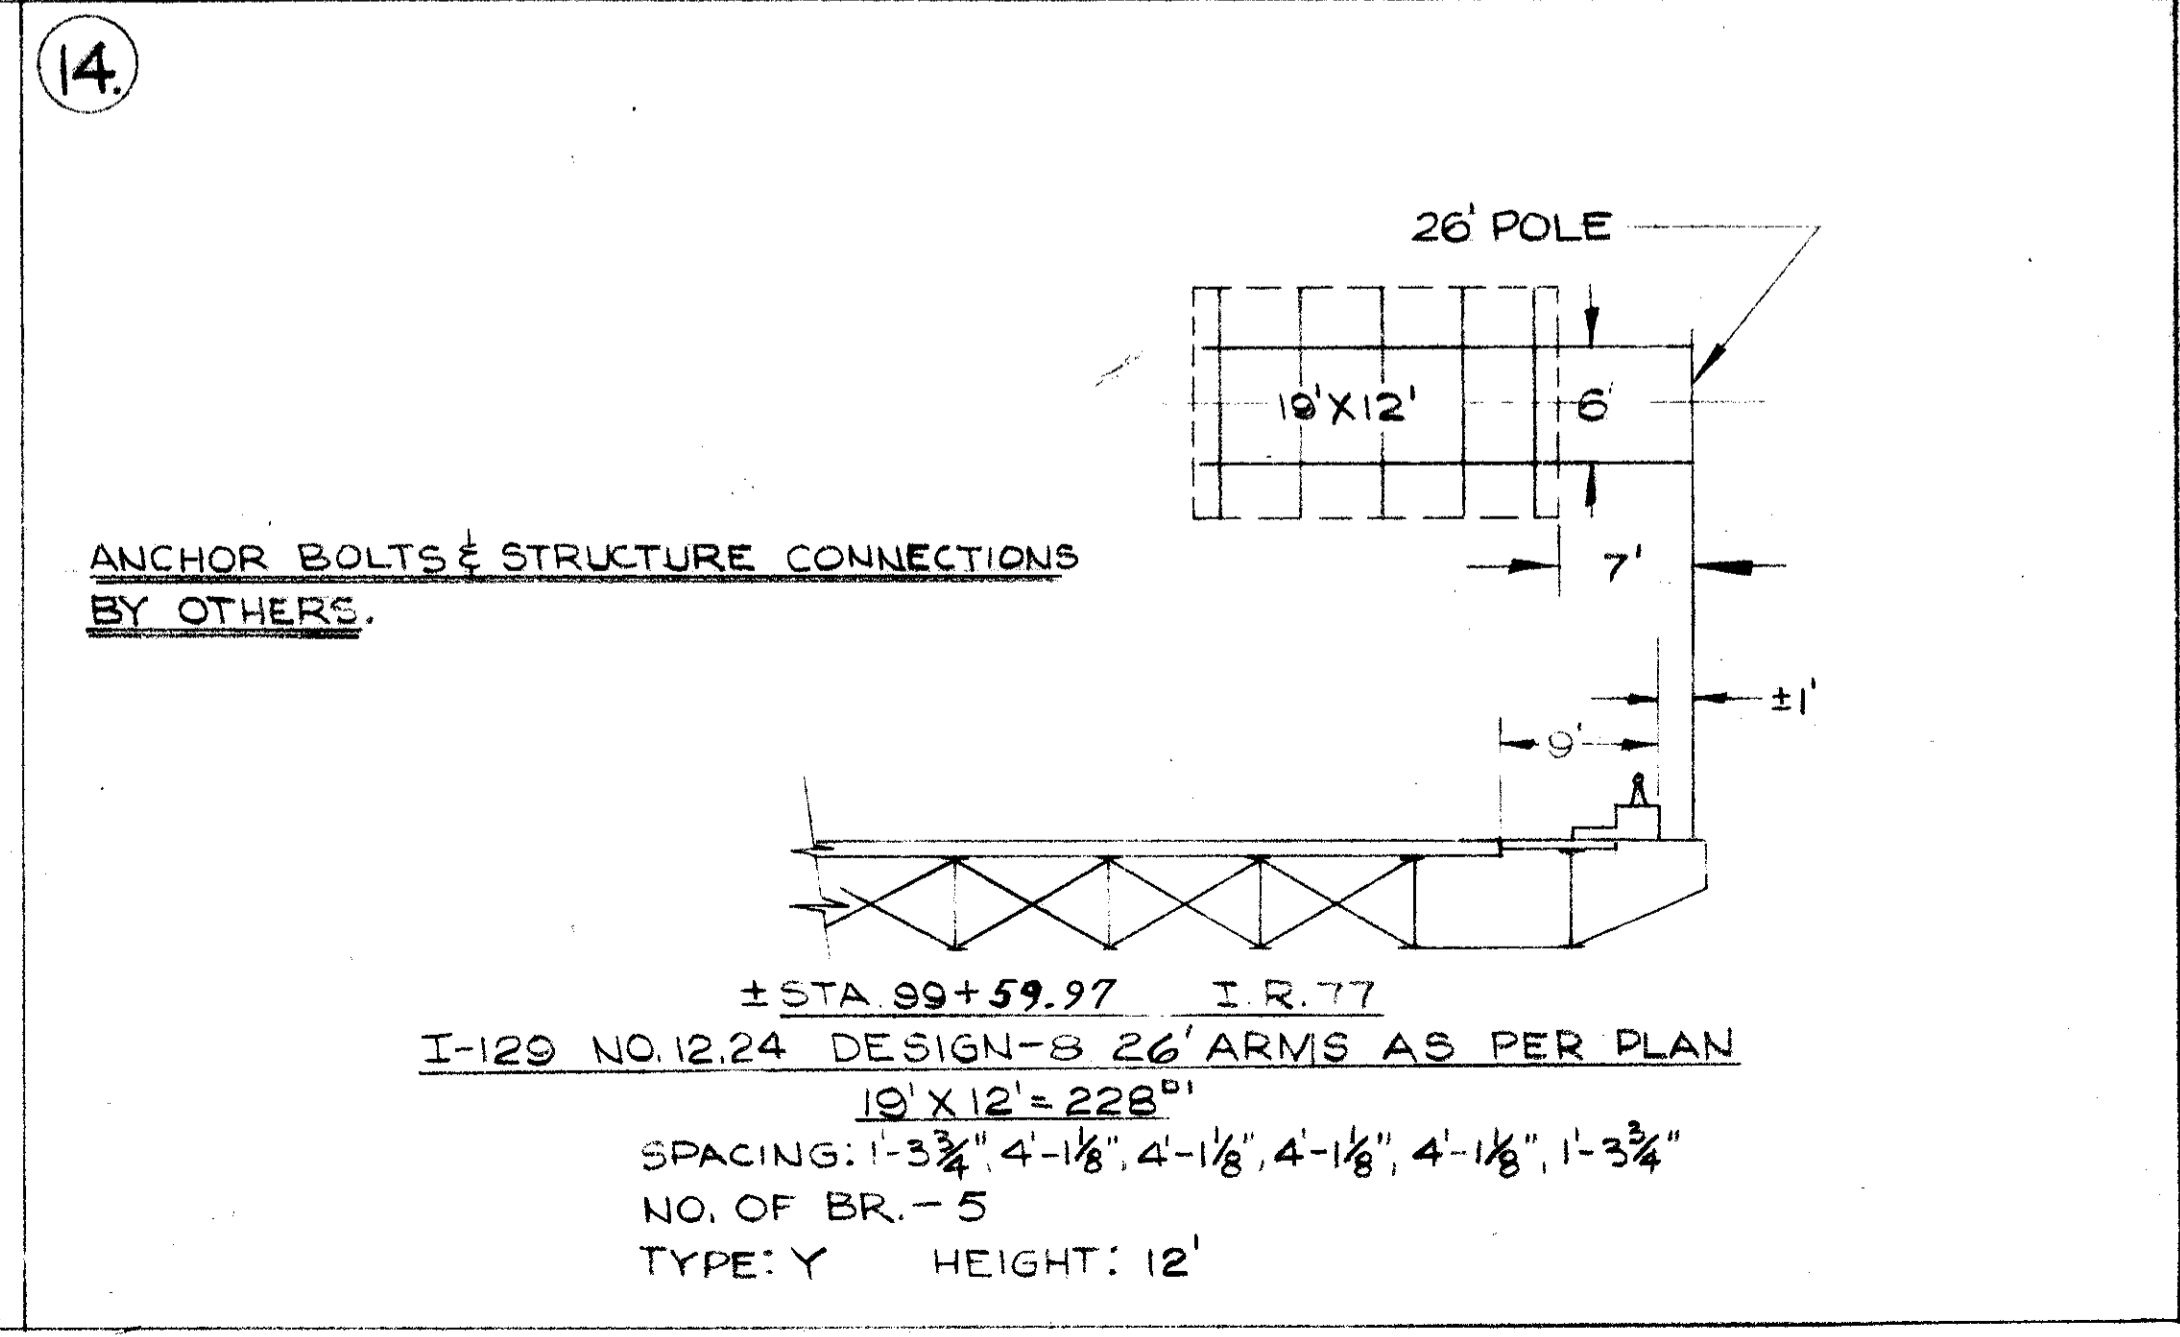 14.
26' POLE
19' X 12'
6'
ANCHOR BOLTS & STRUCTURE CONNECTIONS
BY OTHERS.
7'
±1'
9'
± STA. 99+59.97 I.R.77
I-129 NO.12.24 DESIGN-8 26' ARMS AS PER PLAN
19' X 12' = 228□'
SPACING: 1'-3¾", 4'-1⅛", 4'-1⅛", 4'-1⅛", 4'-1⅛", 1'-3¾"
NO. OF BR.-5
TYPE: Y HEIGHT: 12'